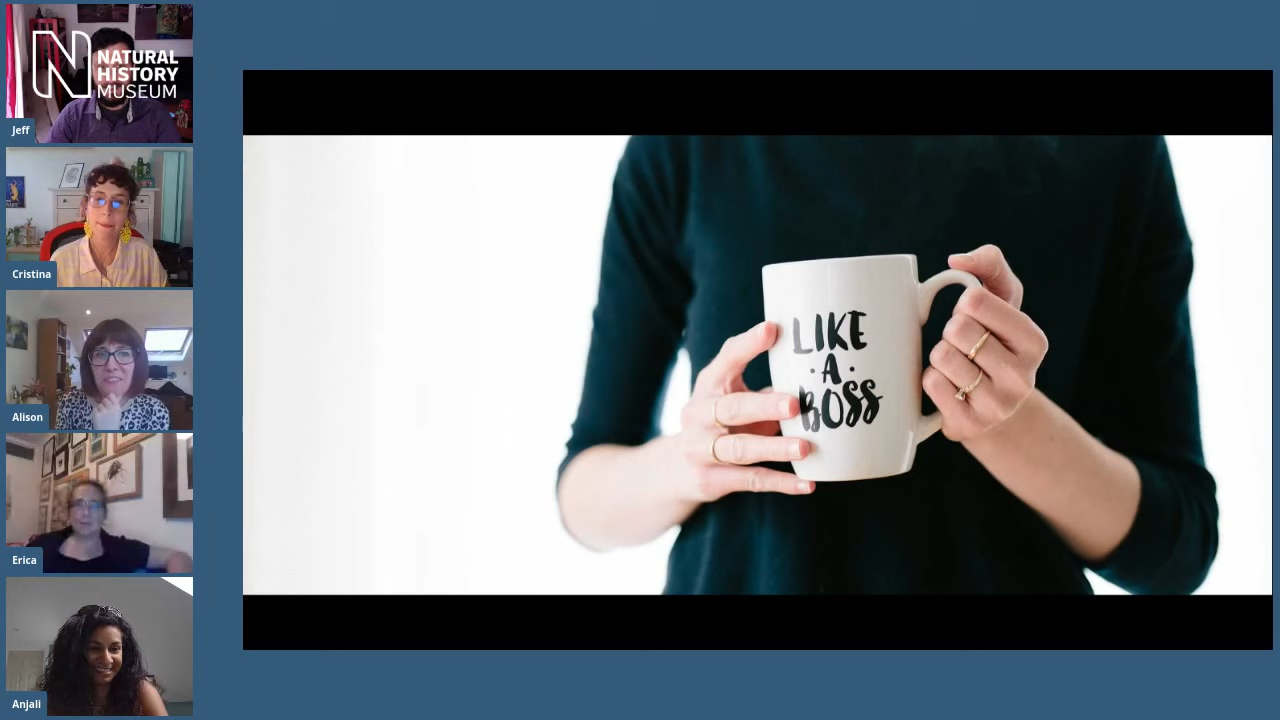 NATURAL
HISTORY
MUSEUM
Jeff
Cristina
Alison
Erica
Anjali
LIKE
· A ·
BOSS